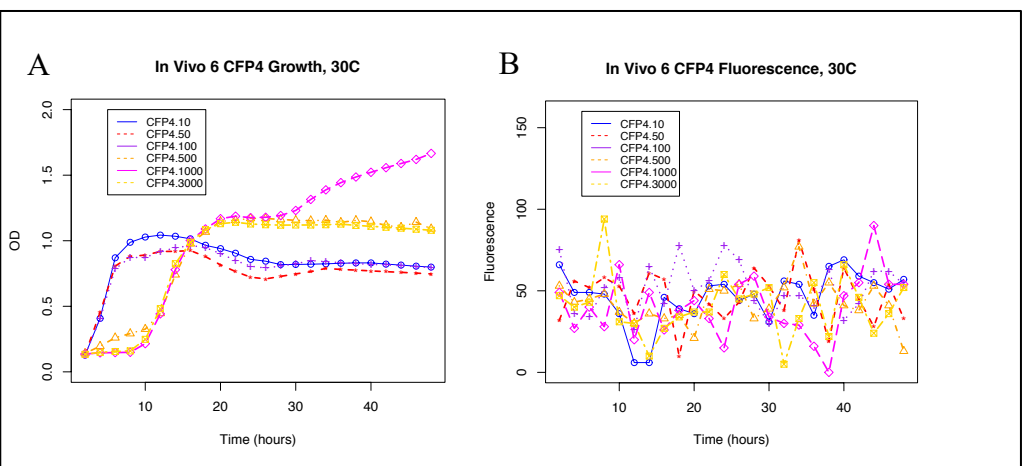 A
In Vivo 6 CFP4 Growth, 30C
2.0
1.5
1.0
0.5
0.0
OD
CFP4.10
CFP4.50
CFP4.100
CFP4.500
CFP4.1000
CFP4.3000
10 20 30 40
Time (hours)
B
In Vivo 6 CFP4 Fluorescence, 30C
150
100
50
0
Fluorescence
CFP4.10
CFP4.50
CFP4.100
CFP4.500
CFP4.1000
CFP4.3000
10 20 30 40
Time (hours)